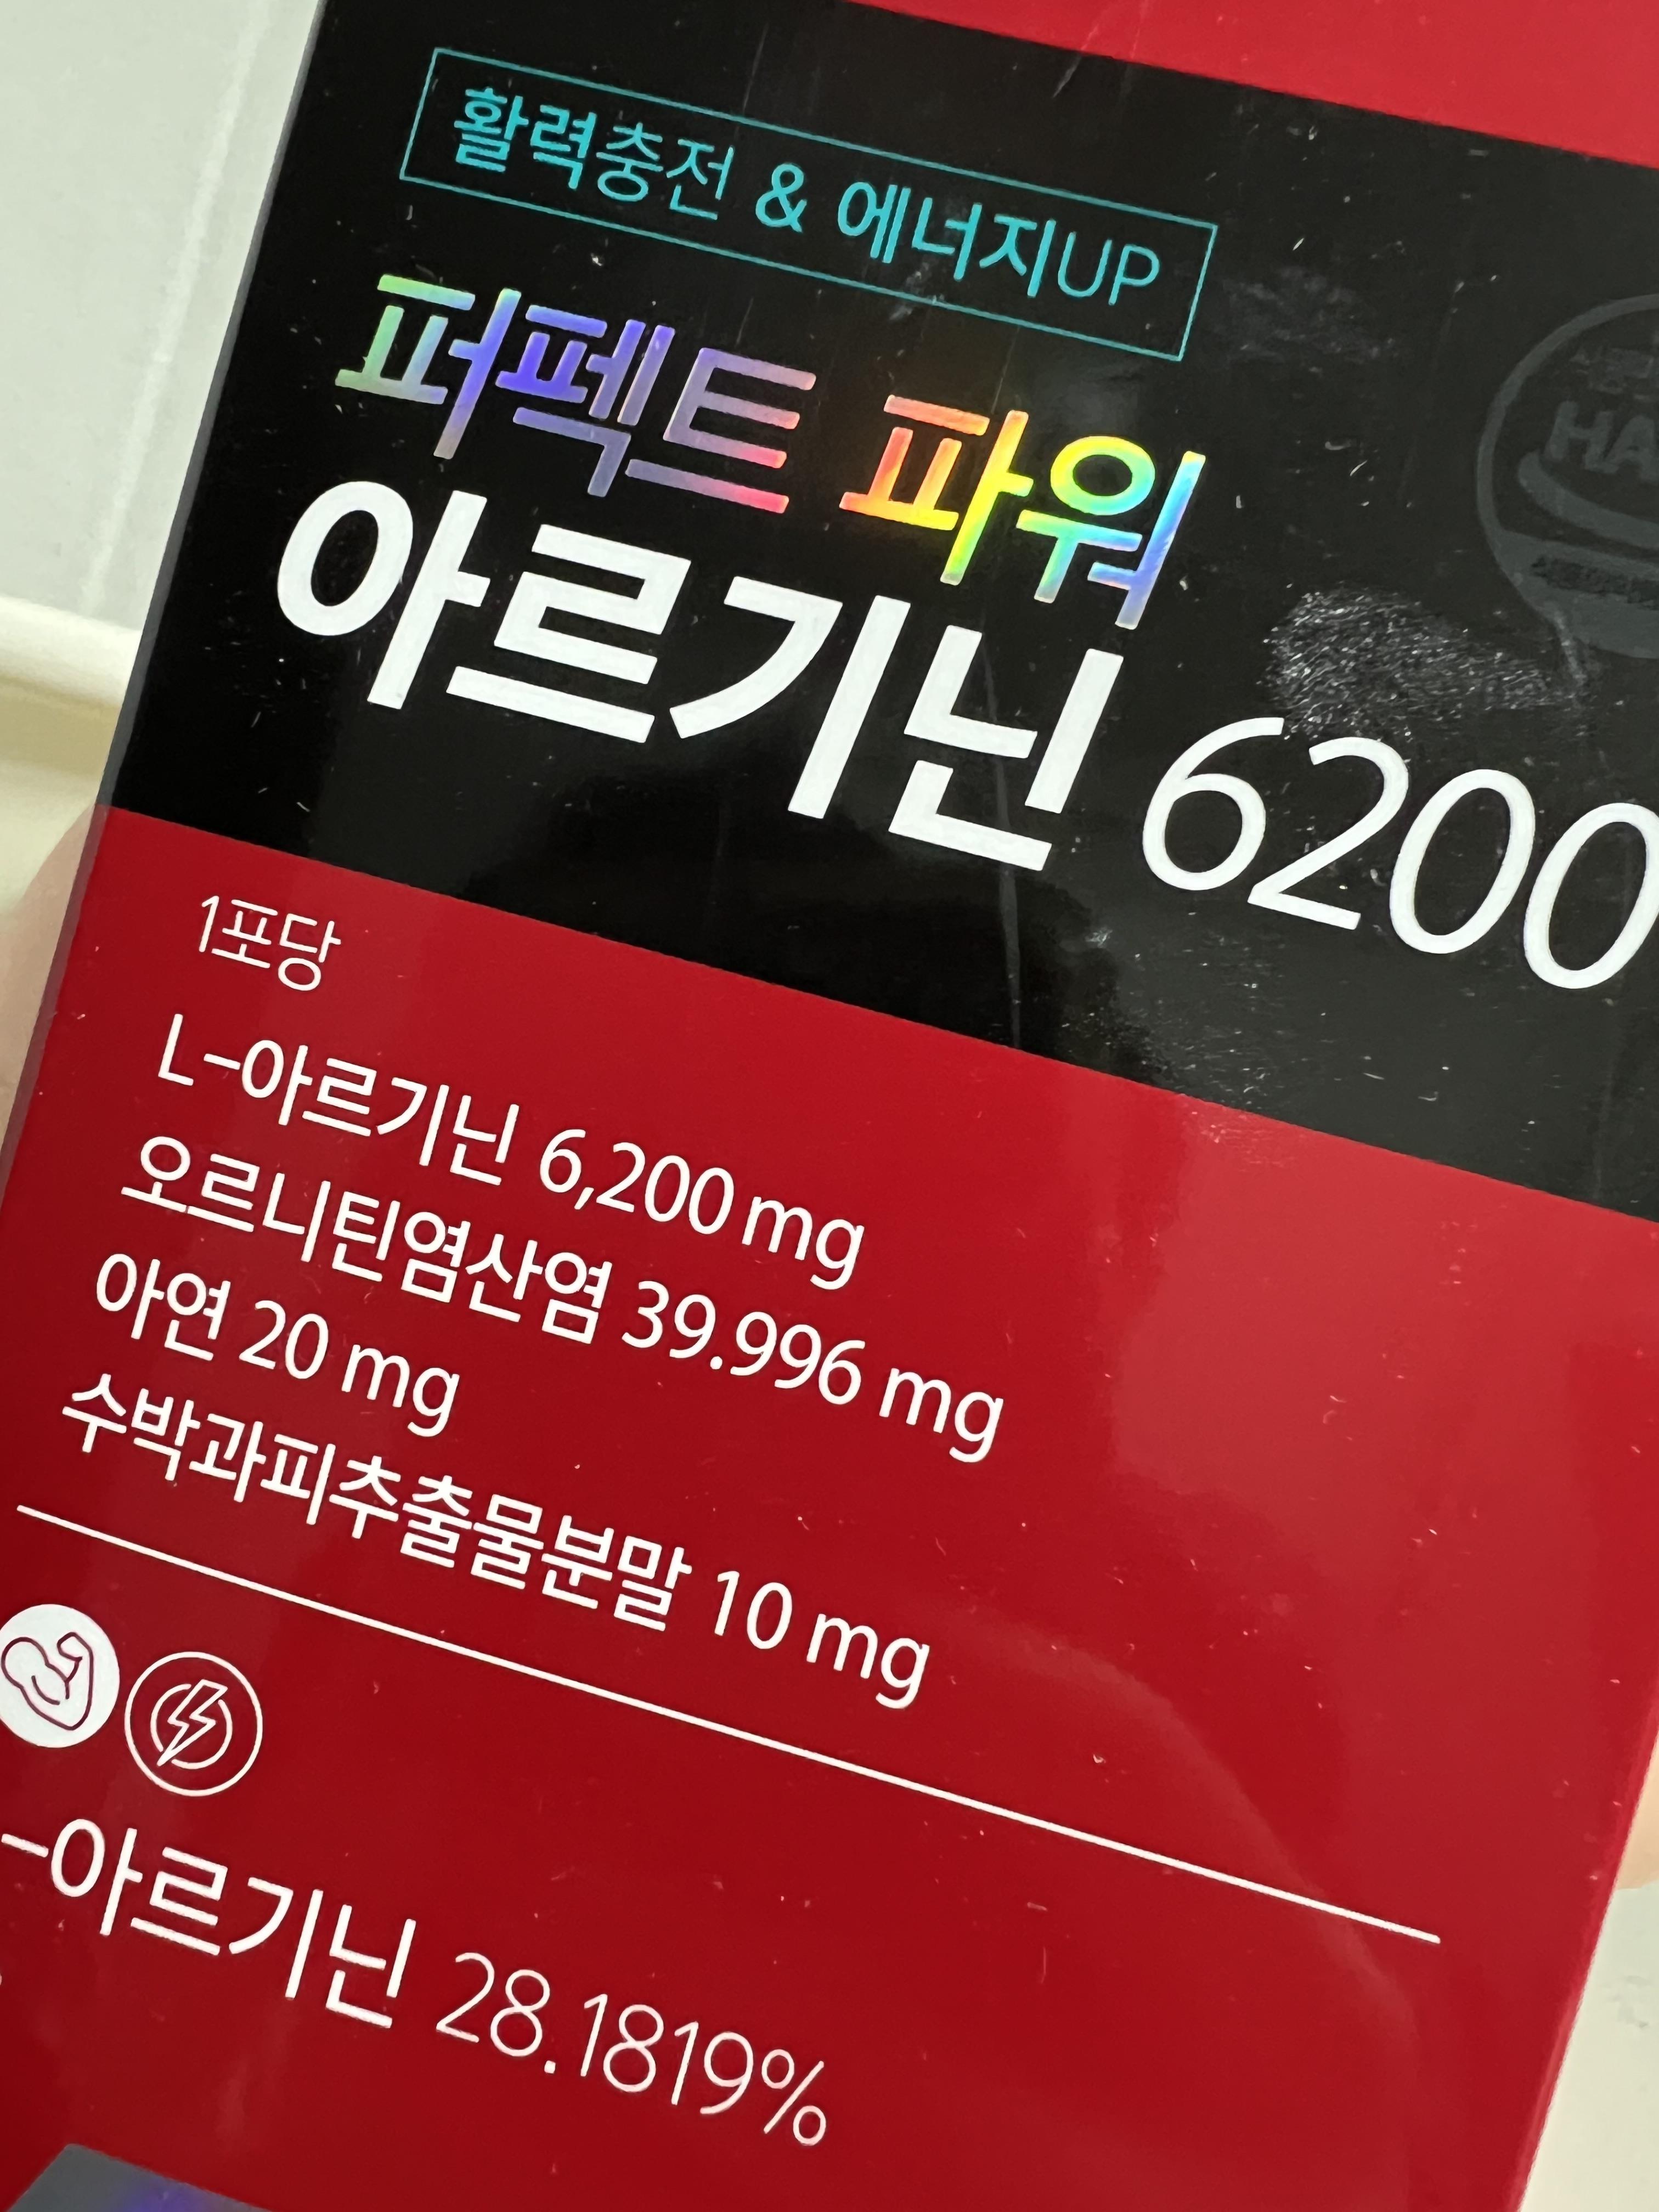 활력충전 & 에너지UP
퍼펙트 파워
아르기닌 6200
HA
1포당
L-아르기닌 6,200 mg
오르니틴염산염 39.996 mg
아연 20 mg
수박과피추출물분말 10 mg
-아르기닌 28.1819%